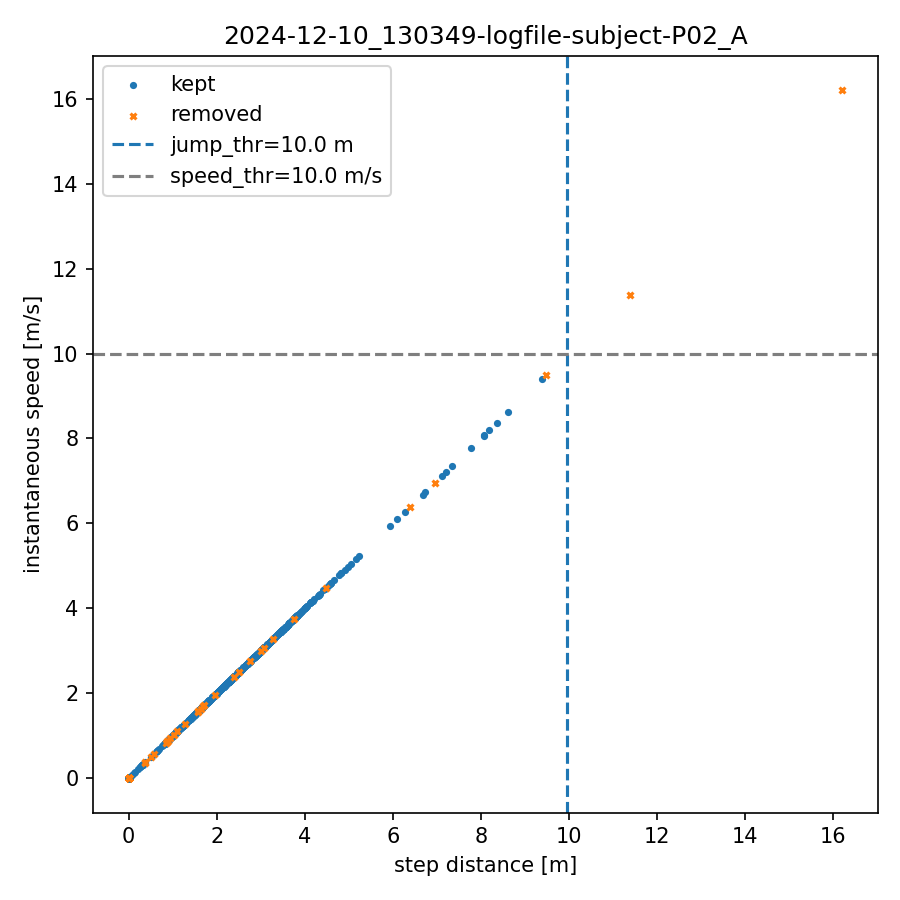 2024-12-10_130349-logfile-subject-P02_A
kept
removed
jump_thr=10.0 m
speed_thr=10.0 m/s
instantaneous speed [m/s]
16
14
12
10
8
6
4
2
0
0 2 4 6 8 10 12 14 16
step distance [m]